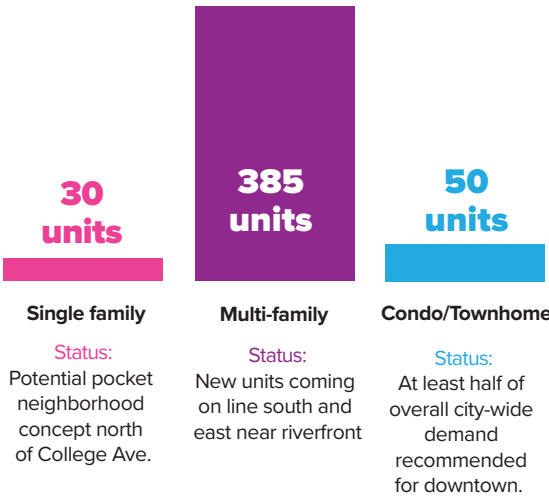 30
units
385
units
50
units
Single family
Status:
Potential pocket
neighborhood
concept north
of College Ave.
Multi-family
Status:
New units coming
on line south and
east near riverfront
Condo/Townhome
Status:
At least half of
overall city-wide
demand
recommended
for downtown.